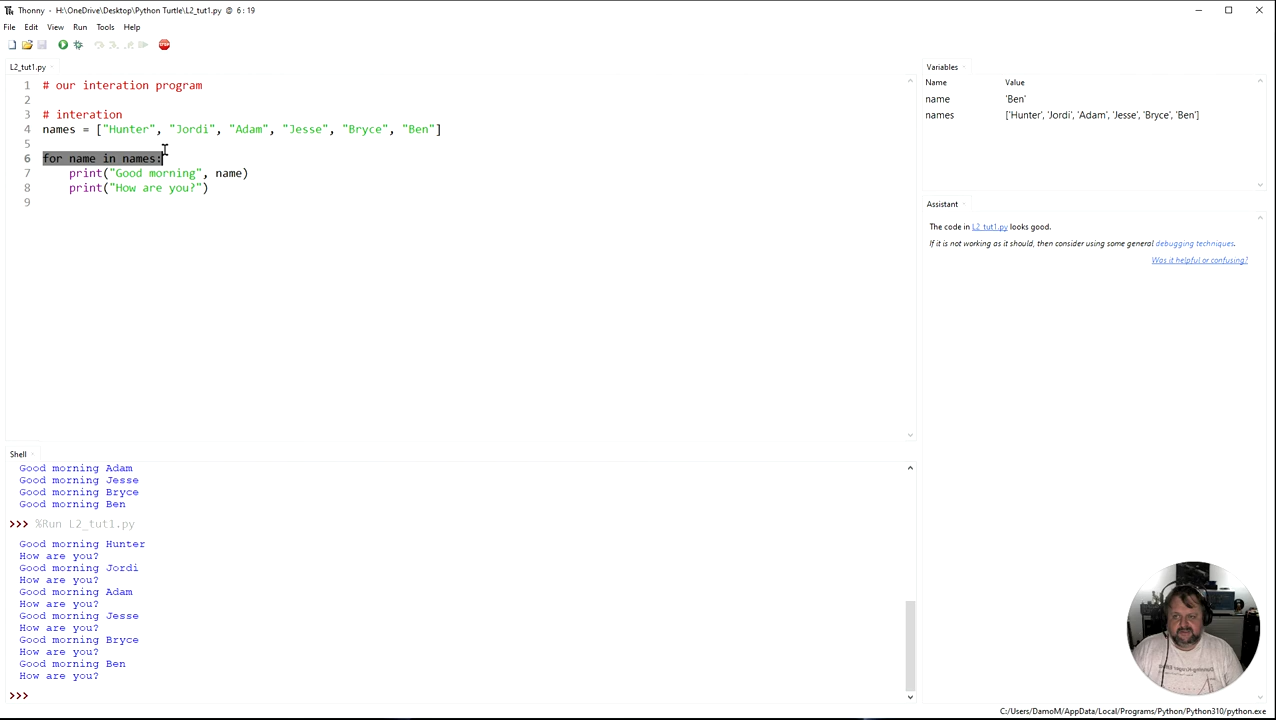 Thonny - H:\OneDrive\Desktop\Python Turtle\L2_tut1.py @ 6 : 19
File Edit View Run Tools Help
L2_tut1.py
1 # our interation program
2
3 # interation
4 names = ["Hunter", "Jordi", "Adam", "Jesse", "Bryce", "Ben"]
5
6 for name in names:
7 print("Good morning", name)
8 print("How are you?")
9
Variables
Name Value
name 'Ben'
names ['Hunter', 'Jordi', 'Adam', 'Jesse', 'Bryce', 'Ben']
Assistant
The code in L2_tut1.py looks good.
If it is not working as it should, then consider using some general debugging techniques.
Was it helpful or confusing?
Shell
Good morning Adam
Good morning Jesse
Good morning Bryce
Good morning Ben
>>> %Run L2_tut1.py
Good morning Hunter
How are you?
Good morning Jordi
How are you?
Good morning Adam
How are you?
Good morning Jesse
How are you?
Good morning Bryce
How are you?
Good morning Ben
How are you?
>>>
C:/Users/DamoM/AppData/Local/Programs/Python/Python310/python.exe